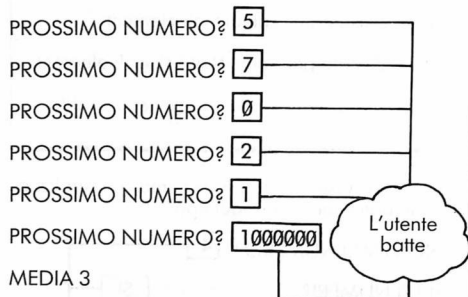 PROSSIMO NUMERO? 5
PROSSIMO NUMERO? 7
PROSSIMO NUMERO? 0
PROSSIMO NUMERO? 2
PROSSIMO NUMERO? 1
PROSSIMO NUMERO? 1000000
MEDIA 3
L'utente
batte